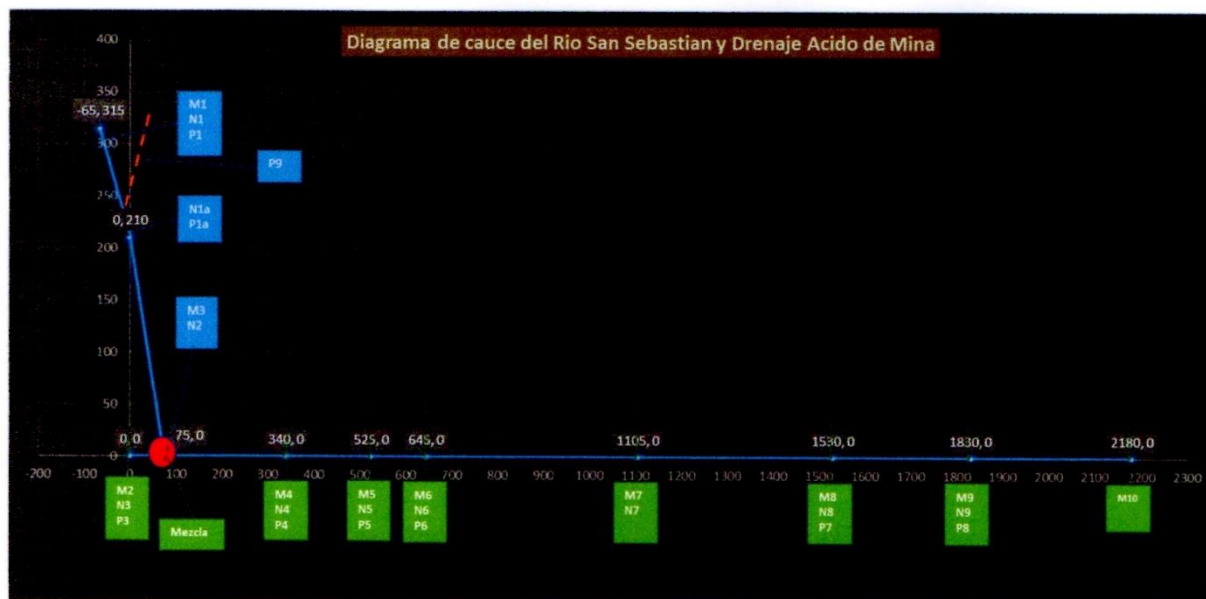 Diagrama de cauce del Rio San Sebastian y Drenaje Acido de Mina
400
350
-65, 315
M1
N1
P1
300
P9
250
N1a
P1a
0, 210
200
150
M3
N2
100
50
0
0, 0
75, 0
340, 0
525, 0
645, 0
1105, 0
1530, 0
1830, 0
2180, 0
-200 -100 0 100 200 300 400 500 600 700 800 900 1000 1100 1200 1300 1400 1500 1600 1700 1800 1900 2000 2100 2200 2300
M2
N3
P3
Mezcla
M4
N4
P4
M5
N5
P5
M6
N6
P6
M7
N7
M8
N8
P7
M9
N9
P8
M10